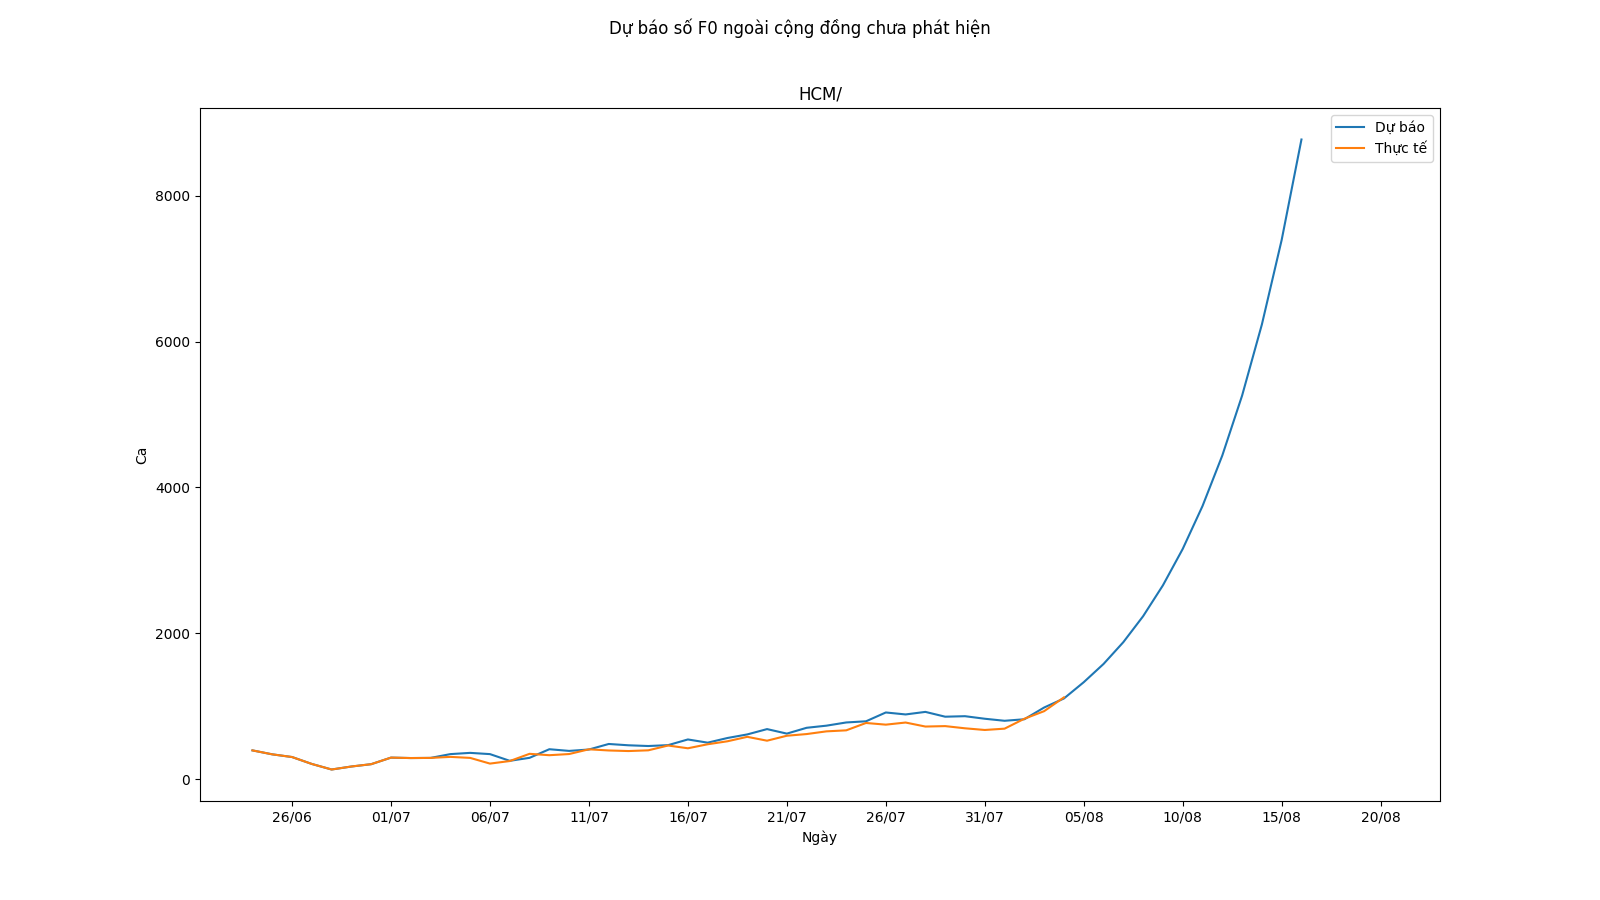 Dự báo số F0 ngoài cộng đồng chưa phát hiện
HCM/
Dự báo
Thực tế
8000
6000
4000
2000
0
Ca
26/06 01/07 06/07 11/07 16/07 21/07 26/07 31/07 05/08 10/08 15/08 20/08
Ngày